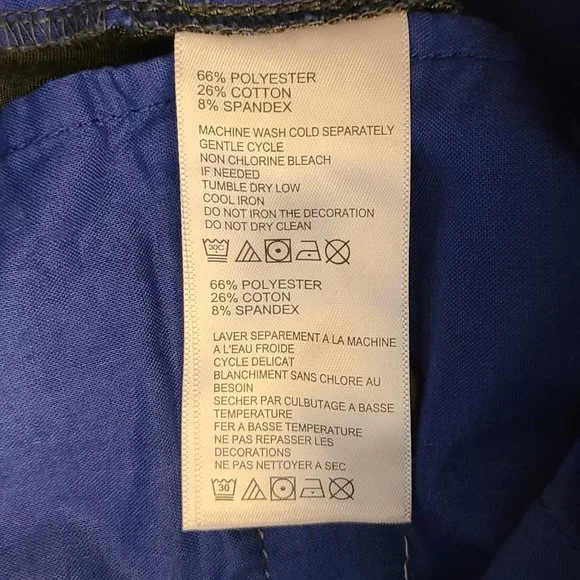 66% POLYESTER
26% COTTON
8% SPANDEX
MACHINE WASH COLD SEPARATELY
GENTLE CYCLE
NON CHLORINE BLEACH
IF NEEDED
TUMBLE DRY LOW
COOL IRON
DO NOT IRON THE DECORATION
DO NOT DRY CLEAN
30C
66% POLYESTER
26% COTON
8% SPANDEX
LAVER SEPAREMENT A LA MACHINE
A L'EAU FROIDE
CYCLE DELICAT
BLANCHIMENT SANS CHLORE AU
BESOIN
SECHER PAR CULBUTAGE A BASSE
TEMPERATURE
FER A BASSE TEMPERATURE
NE PAS REPASSER LES
DECORATIONS
NE PAS NETTOYER A SEC
30